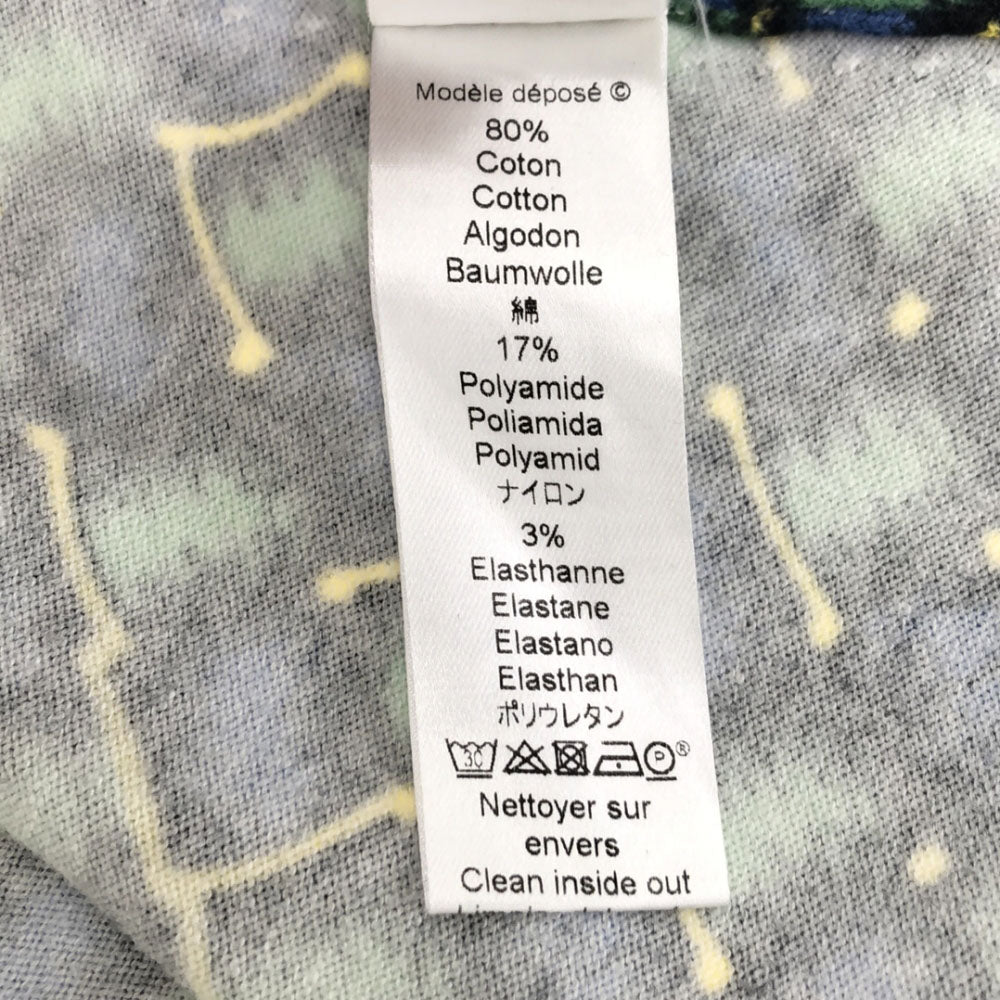 Modèle déposé ©
80%
Coton
Cotton
Algodon
Baumwolle
綿
17%
Polyamide
Poliamida
Polyamid
ナイロン
3%
Elasthanne
Elastane
Elastano
Elasthan
ポリウレタン
30 P ®
Nettoyer sur
envers
Clean inside out